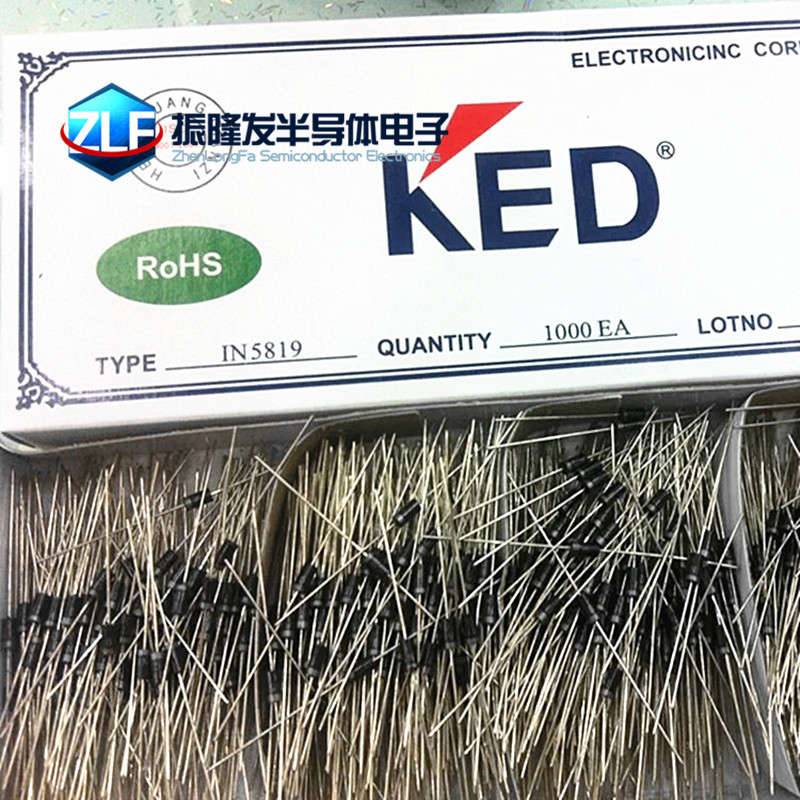 ELECTRONICINC
ZLF 振隆发半导体电子
ZhenLongFa Semiconductor Electronics
KED®
RoHS
TYPE IN5819 QUANTITY 1000 EA LOTNO